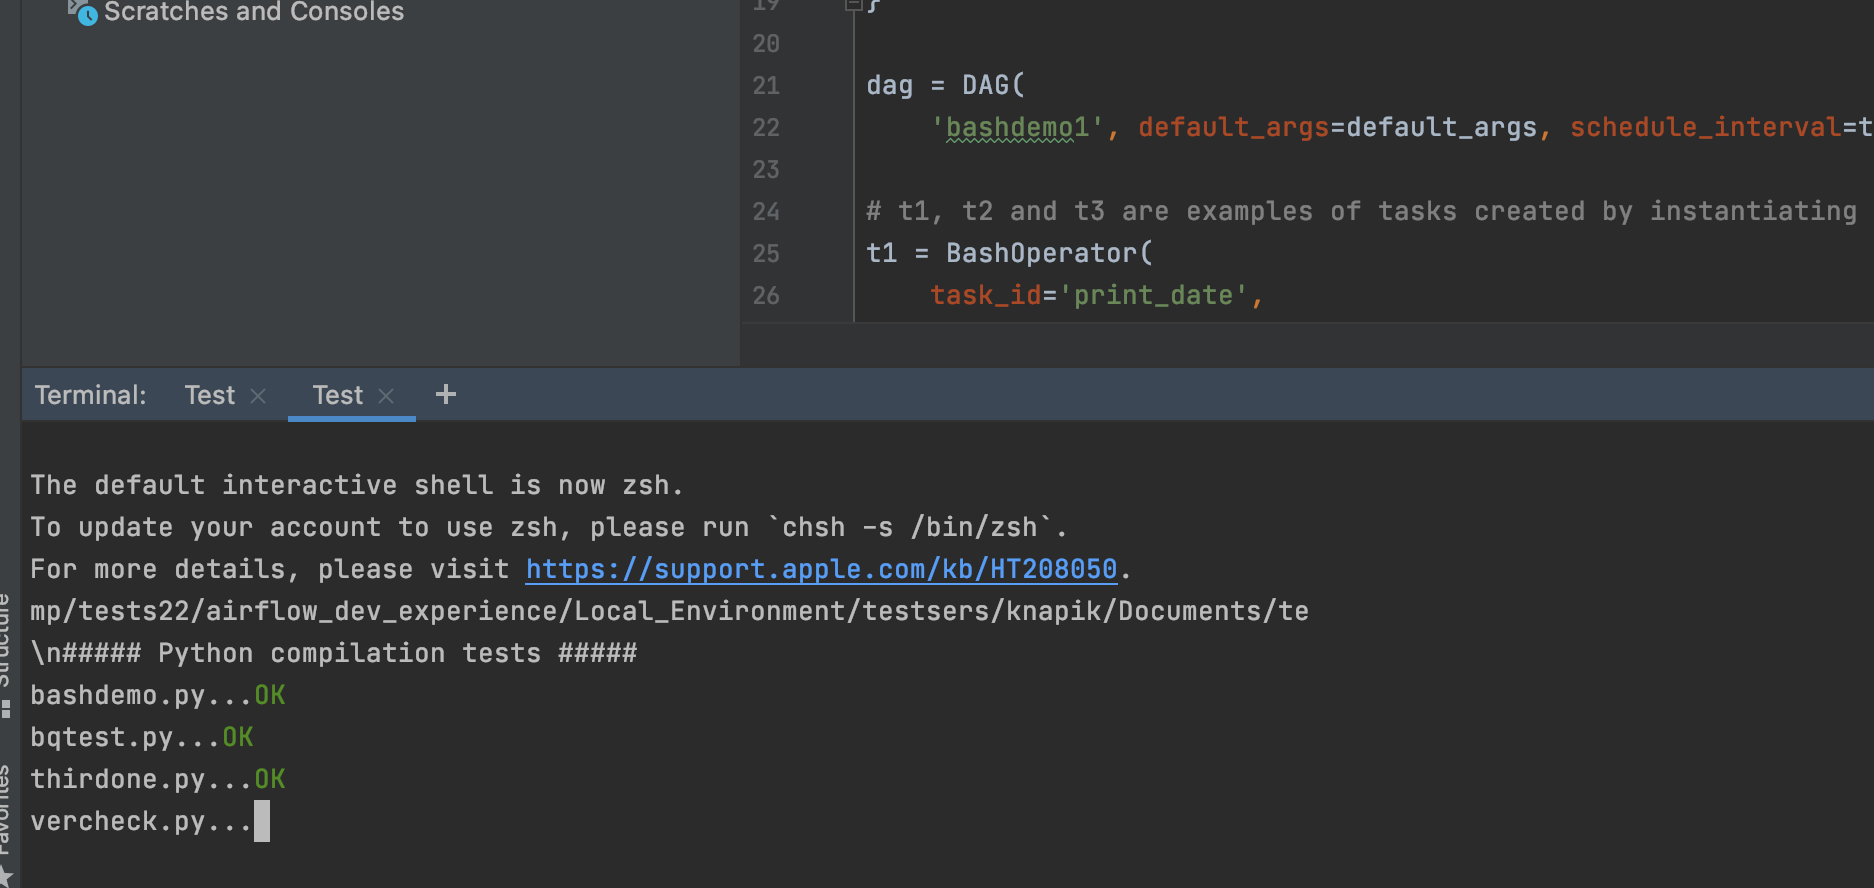 Scratches and Consoles
19 }
20
21 dag = DAG(
22 'bashdemo1', default_args=default_args, schedule_interval=t
23
24 # t1, t2 and t3 are examples of tasks created by instantiating
25 t1 = BashOperator(
26 task_id='print_date',
Terminal: Test × Test × +
The default interactive shell is now zsh.
To update your account to use zsh, please run `chsh -s /bin/zsh`.
For more details, please visit https://support.apple.com/kb/HT208050.
mp/tests22/airflow_dev_experience/Local_Environment/testsers/knapik/Documents/te
\n##### Python compilation tests #####
bashdemo.py...OK
bqtest.py...OK
thirdone.py...OK
vercheck.py...
Structure
Favorites